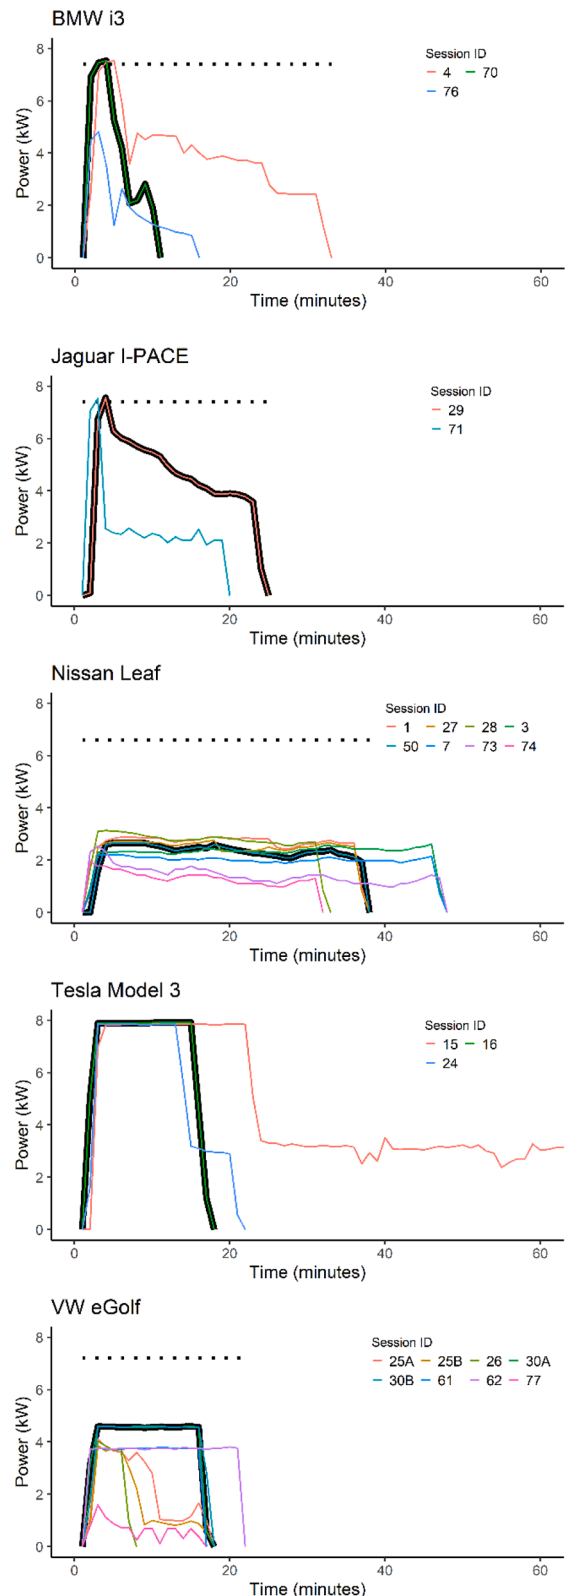 BMW i3
Session ID
4 70
76
8
6
4
2
0
Power (kW)
0 20 40 60
Time (minutes)
Jaguar I-PACE
Session ID
29
71
8
6
4
2
0
Power (kW)
0 20 40 60
Time (minutes)
Nissan Leaf
Session ID
1 27 28 3
50 7 73 74
8
6
4
2
0
Power (kW)
0 20 40 60
Time (minutes)
Tesla Model 3
Session ID
15 16
24
8
6
4
2
0
Power (kW)
0 20 40 60
Time (minutes)
VW eGolf
Session ID
25A 25B 26 30A
30B 61 62 77
8
6
4
2
0
Power (kW)
0 20 40 60
Time (minutes)